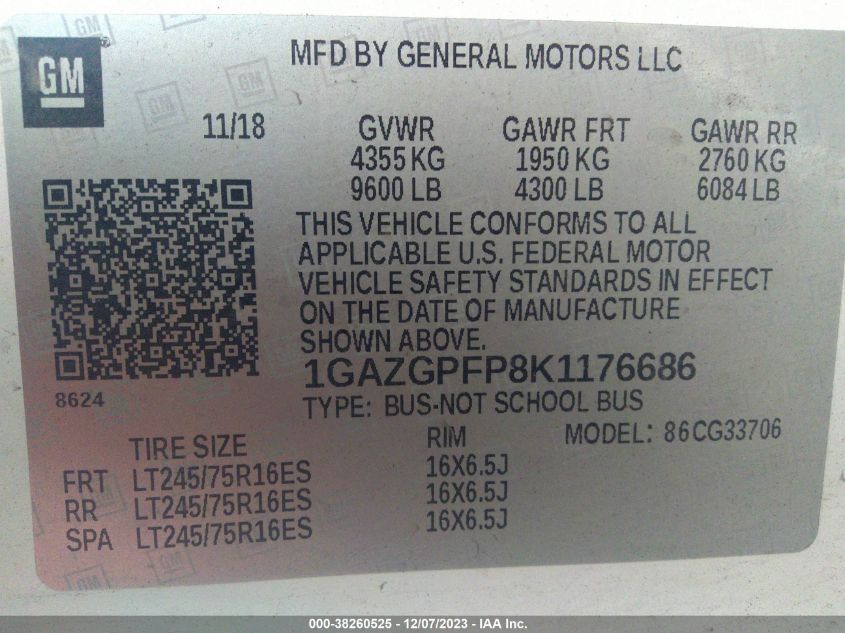 GM
MFD BY GENERAL MOTORS LLC
11/18 GVWR GAWR FRT GAWR RR
4355 KG 1950 KG 2760 KG
9600 LB 4300 LB 6084 LB
THIS VEHICLE CONFORMS TO ALL
APPLICABLE U.S. FEDERAL MOTOR
VEHICLE SAFETY STANDARDS IN EFFECT
ON THE DATE OF MANUFACTURE
SHOWN ABOVE.
1GAZGPFP8K1176686
8624
TYPE: BUS-NOT SCHOOL BUS
TIRE SIZE RIM MODEL: 86CG33706
FRT LT245/75R16ES 16X6.5J
RR LT245/75R16ES 16X6.5J
SPA LT245/75R16ES 16X6.5J
000-38260525 - 12/07/2023 - IAA Inc.